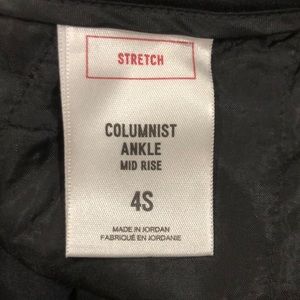 STRETCH
COLUMNIST
ANKLE
MID RISE
4S
MADE IN JORDAN
FABRIQUÉ EN JORDANIE